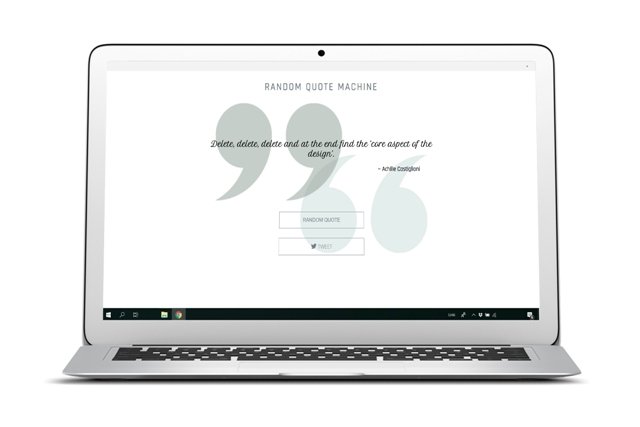 RANDOM QUOTE MACHINE
Delete, delete, delete and at the end find the 'core aspect of the
design'.
- Achille Castiglioni
RANDOM QUOTE
TWEET